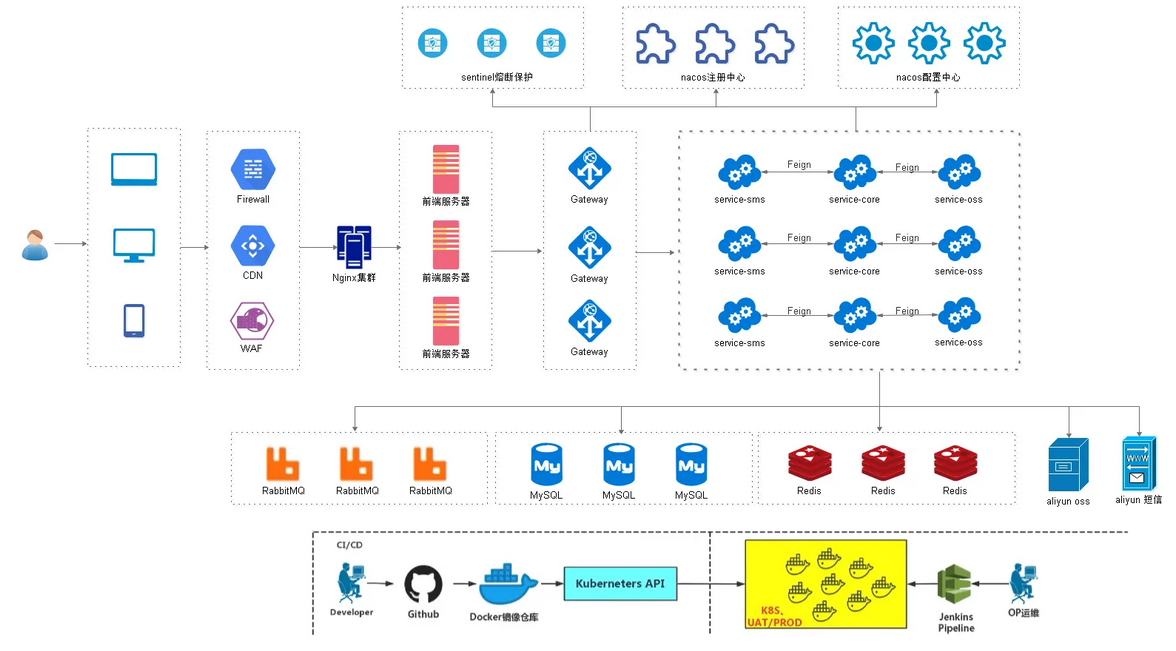 sentinel熔断保护
nacos注册中心
nacos配置中心
Firewall
CDN
WAF
Nginx集群
前端服务器
前端服务器
前端服务器
Gateway
Gateway
Gateway
service-sms
Feign
service-core
Feign
service-oss
service-sms
Feign
service-core
Feign
service-oss
service-sms
Feign
service-core
Feign
service-oss
RabbitMQ
RabbitMQ
RabbitMQ
My
My
My
MySQL
MySQL
MySQL
Redis
Redis
Redis
aliyun oss
WWW
aliyun 短信
CI/CD
Developer
Github
Docker镜像仓库
Kuberneters API
K8S、
UAT/PROD
Jenkins
Pipeline
OP运维